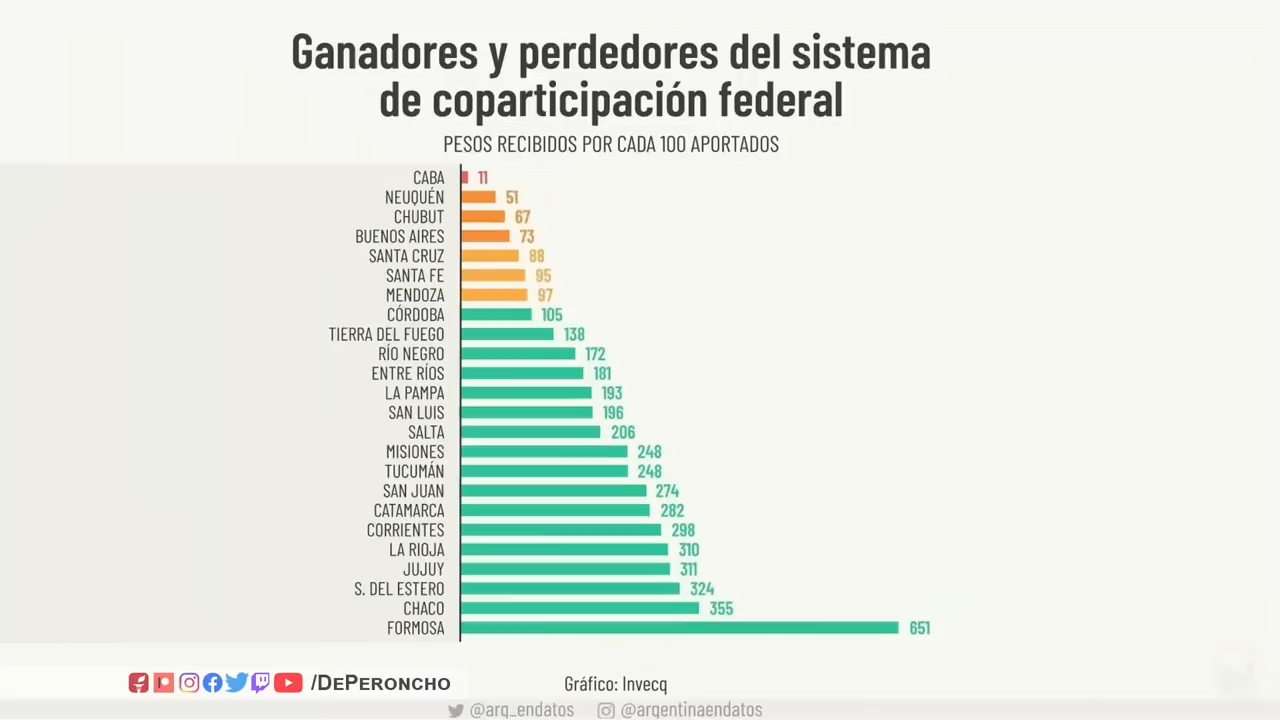 Ganadores y perdedores del sistema
de coparticipación federal
PESOS RECIBIDOS POR CADA 100 APORTADOS
CABA 11
NEUQUÉN 51
CHUBUT 67
BUENOS AIRES 73
SANTA CRUZ 88
SANTA FE 95
MENDOZA 97
CÓRDOBA 105
TIERRA DEL FUEGO 138
RÍO NEGRO 172
ENTRE RÍOS 181
LA PAMPA 193
SAN LUIS 196
SALTA 206
MISIONES 248
TUCUMÁN 248
SAN JUAN 274
CATAMARCA 282
CORRIENTES 298
LA RIOJA 310
JUJUY 311
S. DEL ESTERO 324
CHACO 355
FORMOSA 651
/DEPERONCHO
Gráfico: Invecq
@arg_endatos @argentinaendatos